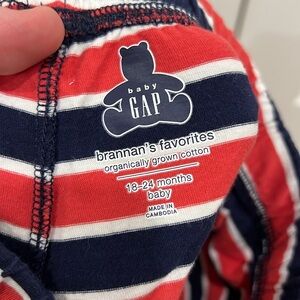 baby
GAP
brannan's favorites
organically grown cotton
18-24 months
baby
MADE IN
CAMBODIA